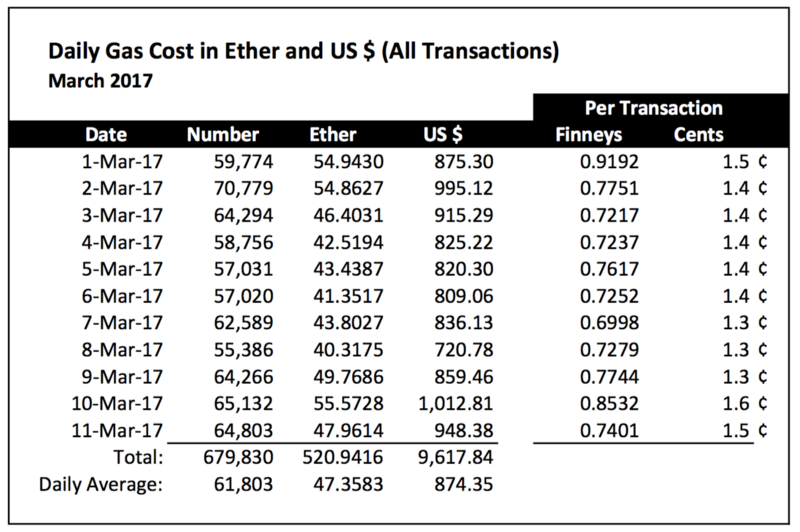 Daily Gas Cost in Ether and US $ (All Transactions)
March 2017
Per Transaction
Date Number Ether US $ Finneys Cents
1-Mar-17 59,774 54.9430 875.30 0.9192 1.5 ¢
2-Mar-17 70,779 54.8627 995.12 0.7751 1.4 ¢
3-Mar-17 64,294 46.4031 915.29 0.7217 1.4 ¢
4-Mar-17 58,756 42.5194 825.22 0.7237 1.4 ¢
5-Mar-17 57,031 43.4387 820.30 0.7617 1.4 ¢
6-Mar-17 57,020 41.3517 809.06 0.7252 1.4 ¢
7-Mar-17 62,589 43.8027 836.13 0.6998 1.3 ¢
8-Mar-17 55,386 40.3175 720.78 0.7279 1.3 ¢
9-Mar-17 64,266 49.7686 859.46 0.7744 1.3 ¢
10-Mar-17 65,132 55.5728 1,012.81 0.8532 1.6 ¢
11-Mar-17 64,803 47.9614 948.38 0.7401 1.5 ¢
Total: 679,830 520.9416 9,617.84
Daily Average: 61,803 47.3583 874.35